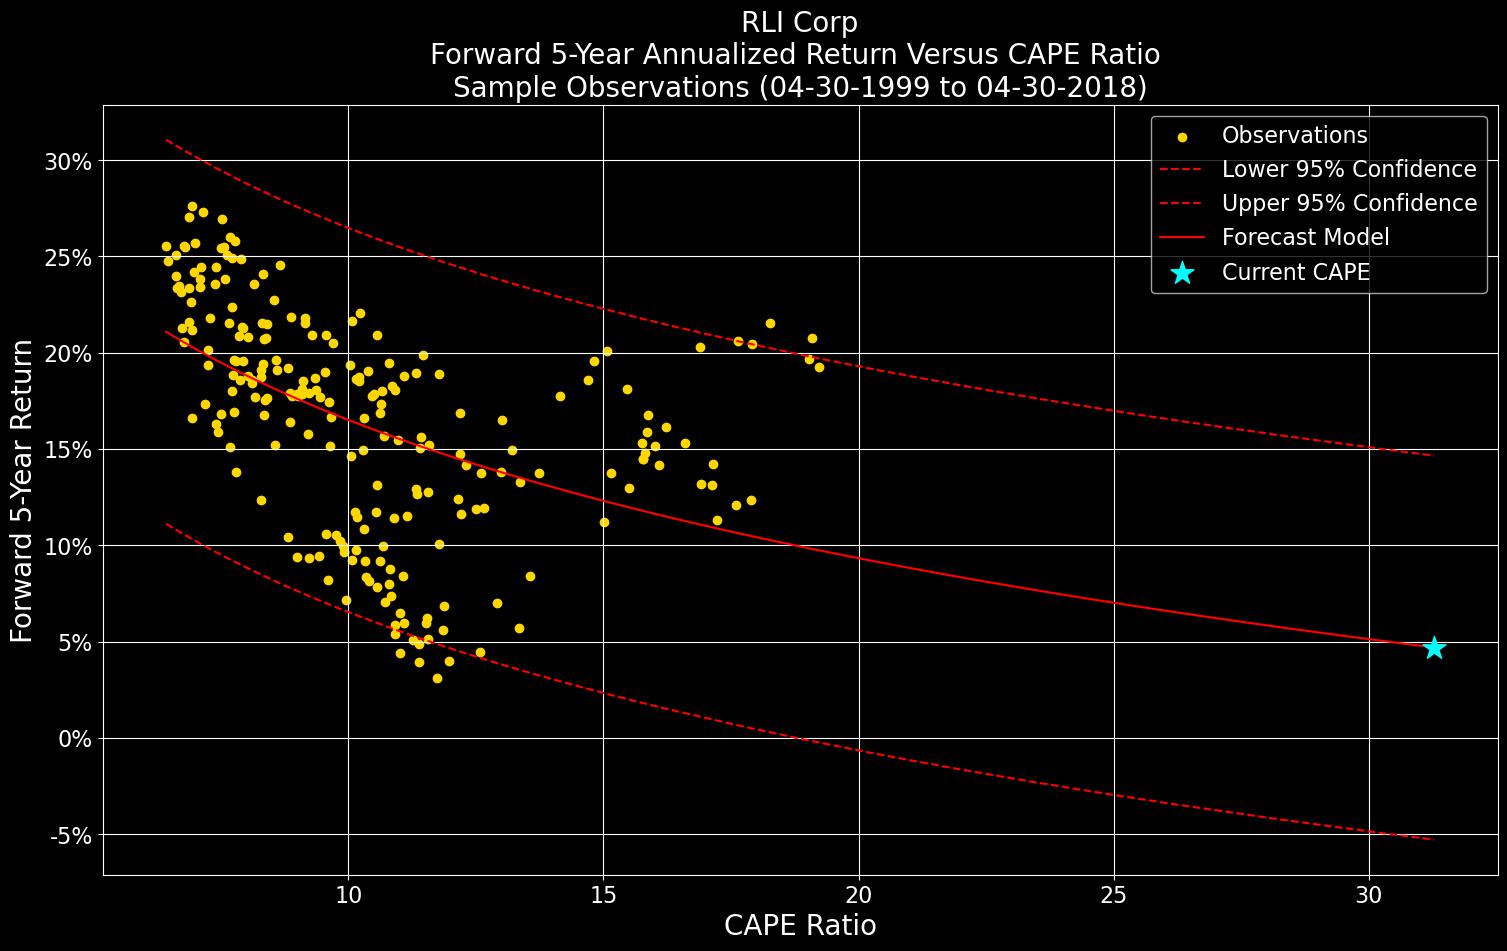 RLI Corp
Forward 5-Year Annualized Return Versus CAPE Ratio
Sample Observations (04-30-1999 to 04-30-2018)
Observations
Lower 95% Confidence
Upper 95% Confidence
Forecast Model
Current CAPE
Forward 5-Year Return
30%
25%
20%
15%
10%
5%
0%
-5%
10
15
20
25
30
CAPE Ratio